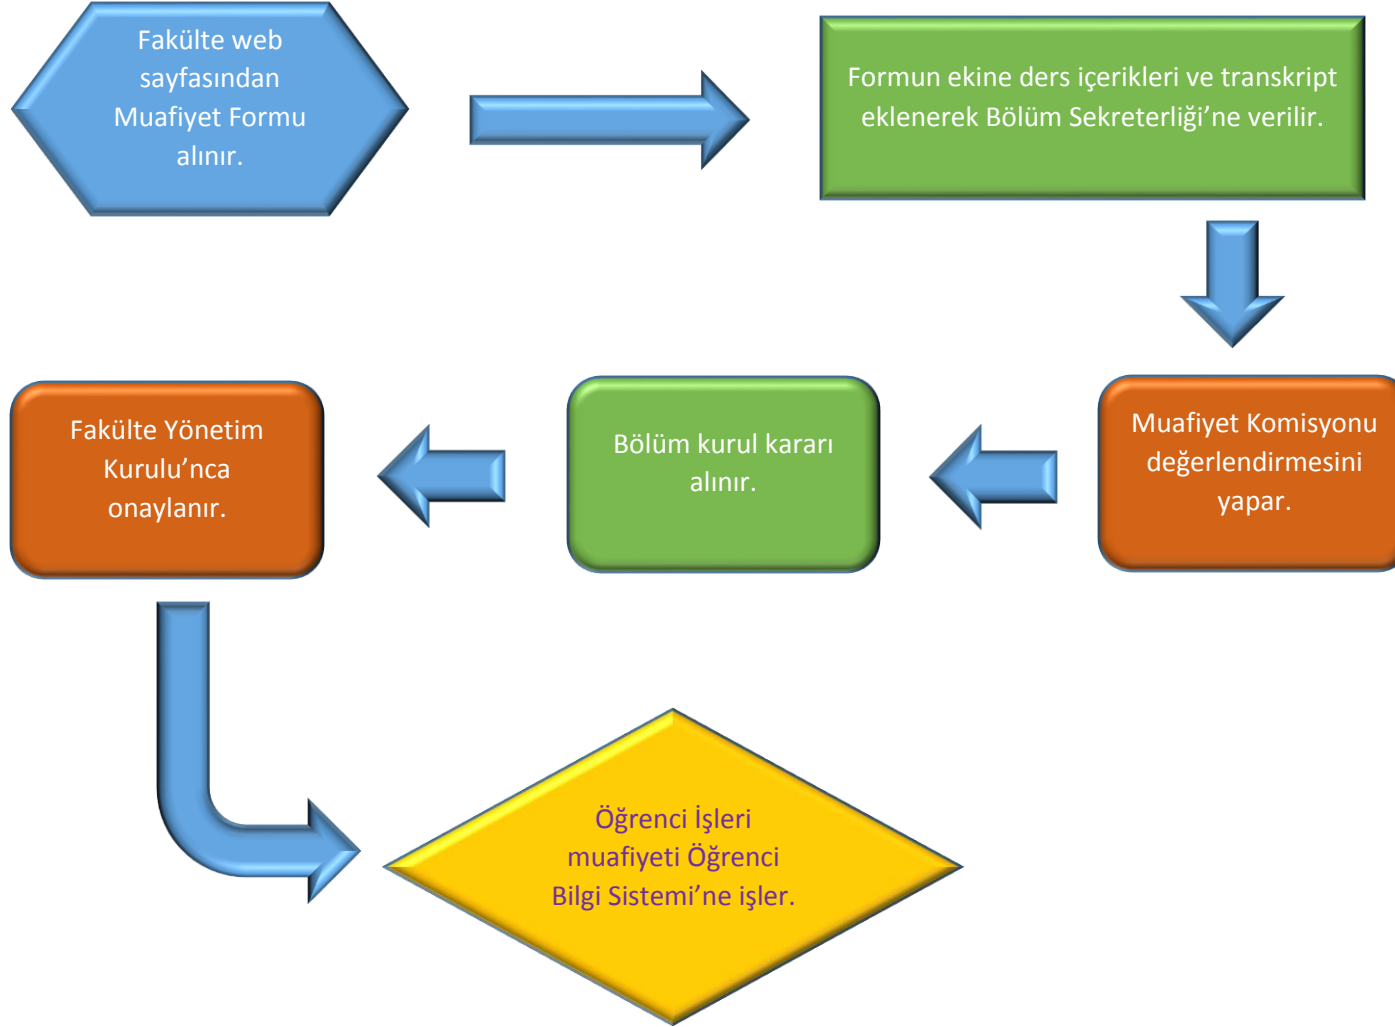 Fakülte web
sayfasından
Muafiyet Formu
alınır.
Formun ekine ders içerikleri ve transkript
eklenerek Bölüm Sekreterliği’ne verilir.
Muafiyet Komisyonu
değerlendirmesini
yapar.
Bölüm kurul kararı
alınır.
Fakülte Yönetim
Kurulu’nca
onaylanır.
Öğrenci İşleri
muafiyeti Öğrenci
Bilgi Sistemi’ne işler.